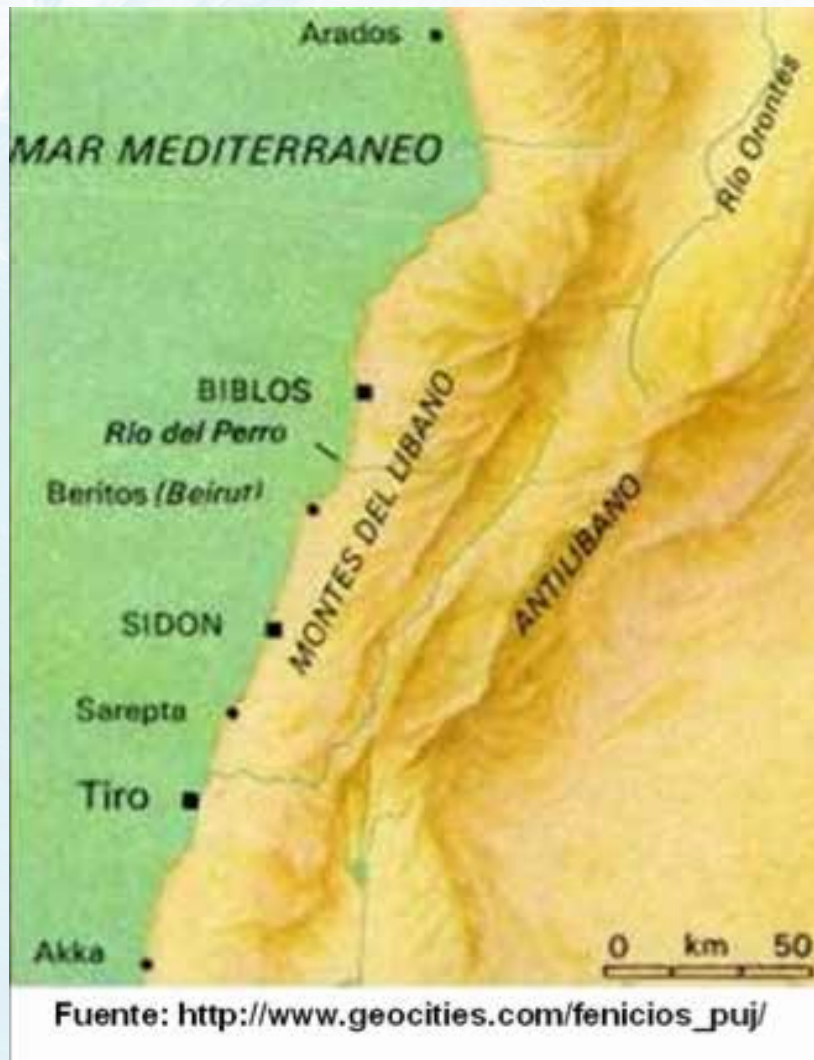 Arados
MAR MEDITERRANEO
Río Orontes
BIBLOS
Rio del Perro
Beritos (Beirut)
MONTES DEL LIBANO
ANTILIBANO
SIDON
Sarepta
Tiro
Akka
0 km 50
Fuente: http://www.geocities.com/fenicios_puj/